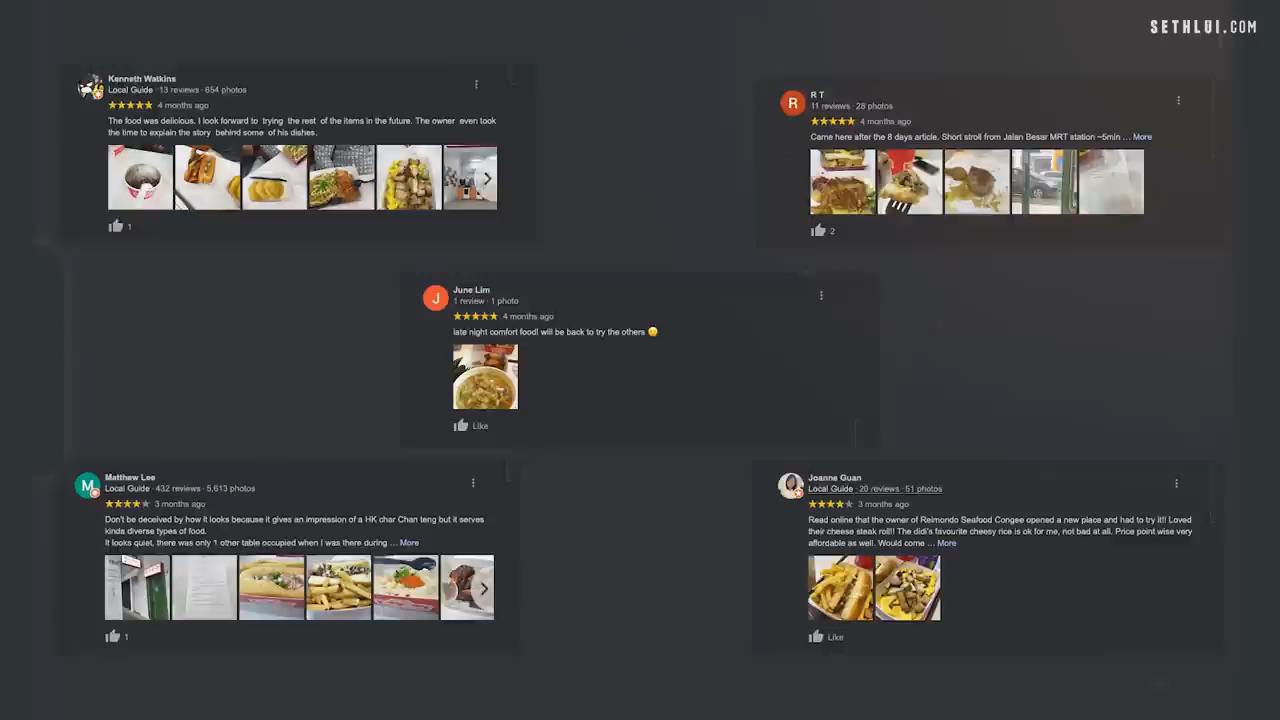 SETHLUI.COM
Kenneth Watkins
Local Guide · 13 reviews · 654 photos
4 months ago
The food was delicious. I look forward to trying the rest of the items in the future. The owner even took
the time to explain the story behind some of his dishes.
1
R
R T
11 reviews · 28 photos
4 months ago
Came here after the 8 days article. Short stroll from Jalan Besar MRT station ~5min ... More
2
J
June Lim
1 review · 1 photo
4 months ago
late night comfort food! will be back to try the others
Like
M
Matthew Lee
Local Guide · 432 reviews · 5,613 photos
3 months ago
Don't be deceived by how it looks because it gives an impression of a HK char Chan teng but it serves
kinda diverse types of food.
It looks quiet, there was only 1 other table occupied when I was there during ... More
1
Joanne Guan
Local Guide · 20 reviews · 51 photos
3 months ago
Read online that the owner of Reimondo Seafood Congee opened a new place and had to try it!! Loved
their cheese steak roll!! The didi's favourite cheesy rice is ok for me, not bad at all. Price point wise very
affordable as well. Would come ... More
Like